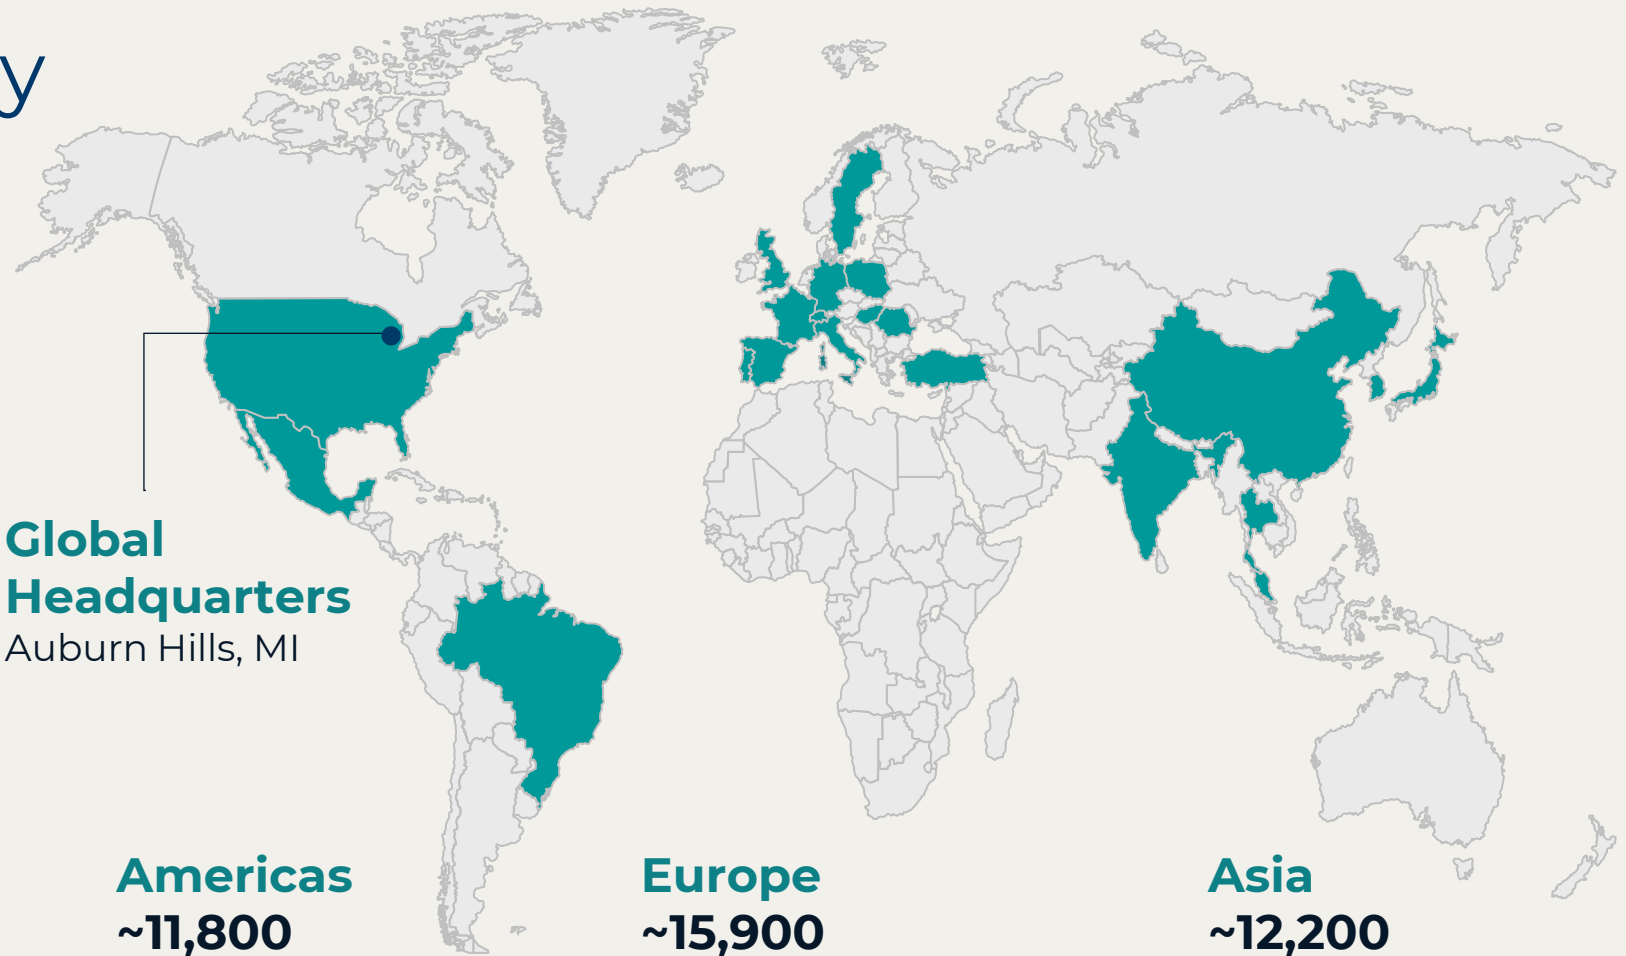 y
Global
Headquarters
Auburn Hills, MI
Americas
~11,800
Europe
~15,900
Asia
~12,200